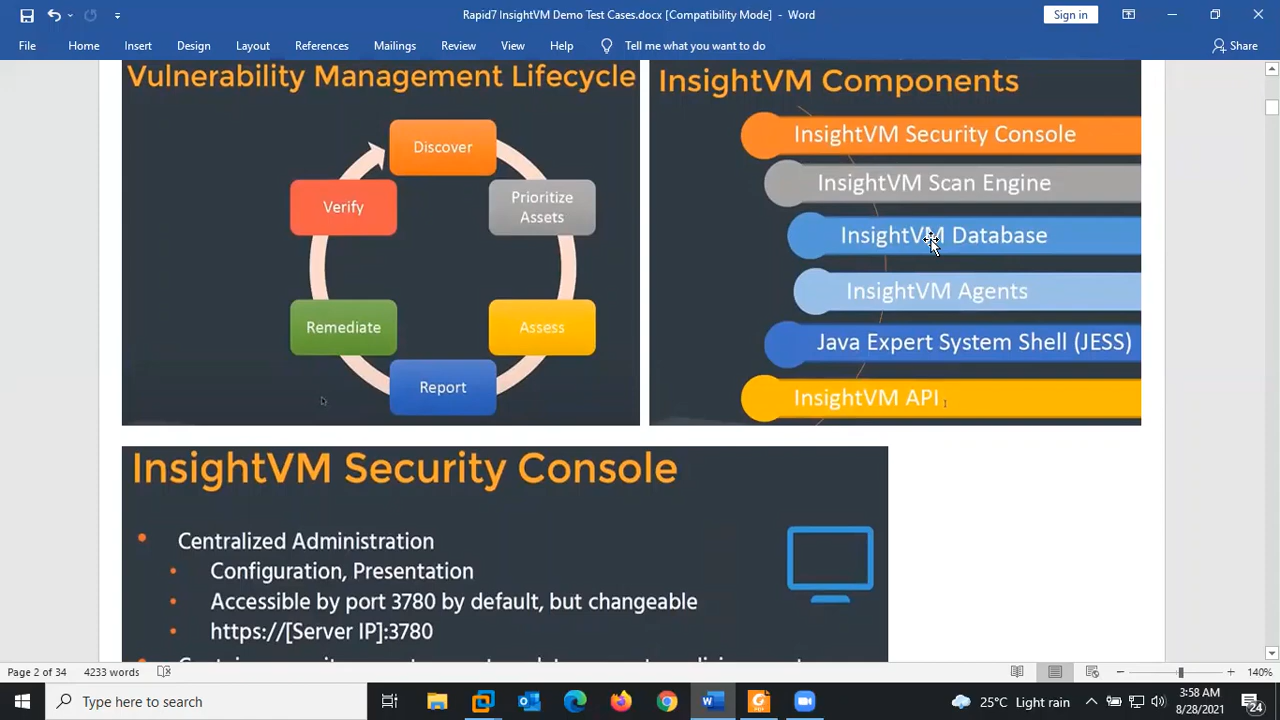 Rapid7 InsightVM Demo Test Cases.docx [Compatibility Mode] - Word
Sign in
File Home Insert Design Layout References Mailings Review View Help Tell me what you want to do Share
Vulnerability Management Lifecycle
Discover
Prioritize
Assets
Assess
Report
Remediate
Verify
InsightVM Components
InsightVM Security Console
InsightVM Scan Engine
InsightVM Database
InsightVM Agents
Java Expert System Shell (JESS)
InsightVM API
InsightVM Security Console
Centralized Administration
Configuration, Presentation
Accessible by port 3780 by default, but changeable
https://[Server IP]:3780
Page 2 of 34 4233 words 140%
Type here to search
25°C Light rain
3:58 AM
8/28/2021
24